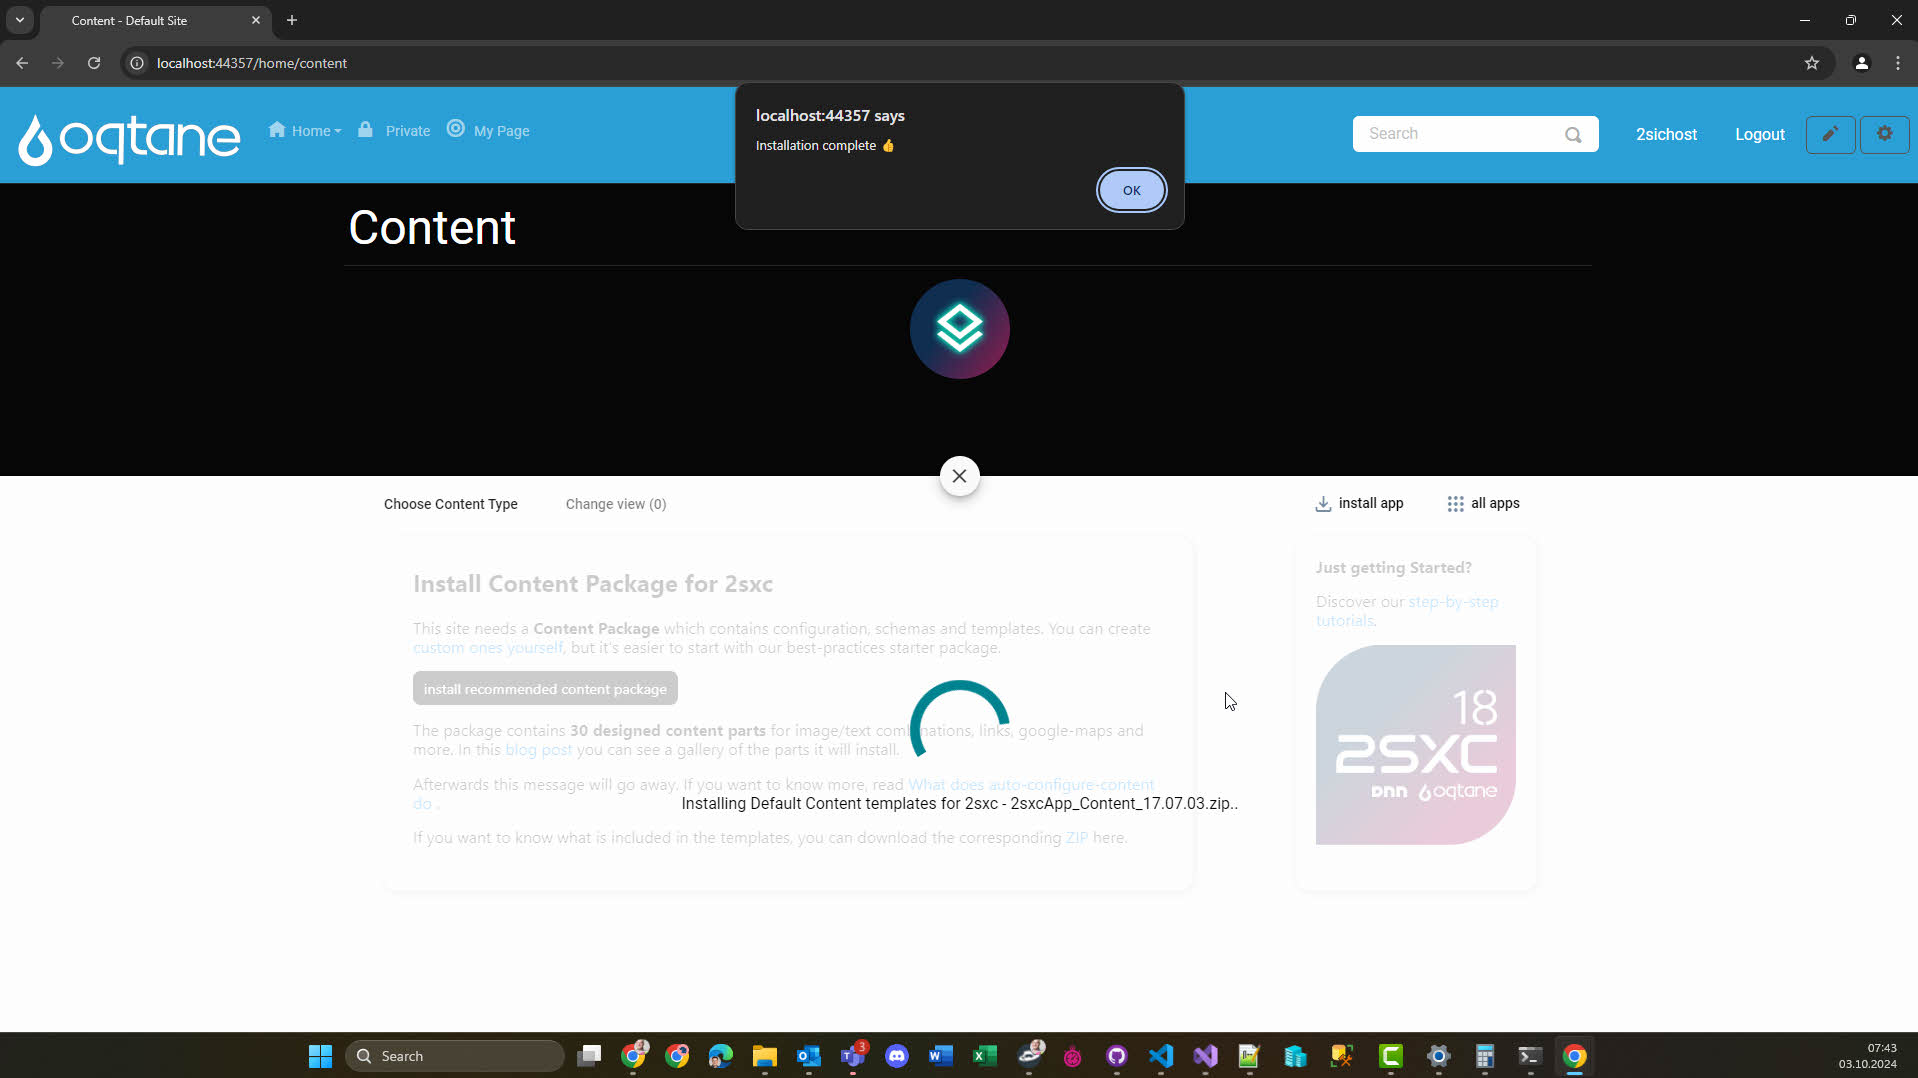 Content - Default Site
localhost:44357/home/content
oqtane
Home
Private
My Page
Search
2sichost
Logout
localhost:44357 says
Installation complete 👍
OK
Content
Choose Content Type
Change view (0)
install app
all apps
Install Content Package for 2sxc
This site needs a Content Package which contains configuration, schemas and templates. You can create
custom ones yourself, but it's easier to start with our best-practices starter package.
install recommended content package
The package contains 30 designed content parts for image/text combinations, links, google-maps and
more. In this blog post you can see a gallery of the parts it will install.
Afterwards this message will go away. If you want to know more, read What does auto-configure-content
do .
Installing Default Content templates for 2sxc - 2sxcApp_Content_17.07.03.zip..
If you want to know what is included in the templates, you can download the corresponding ZIP here.
Just getting Started?
Discover our step-by-step
tutorials.
18
2SXC
Dnn oqtane
Search
3
07:43
03.10.2024